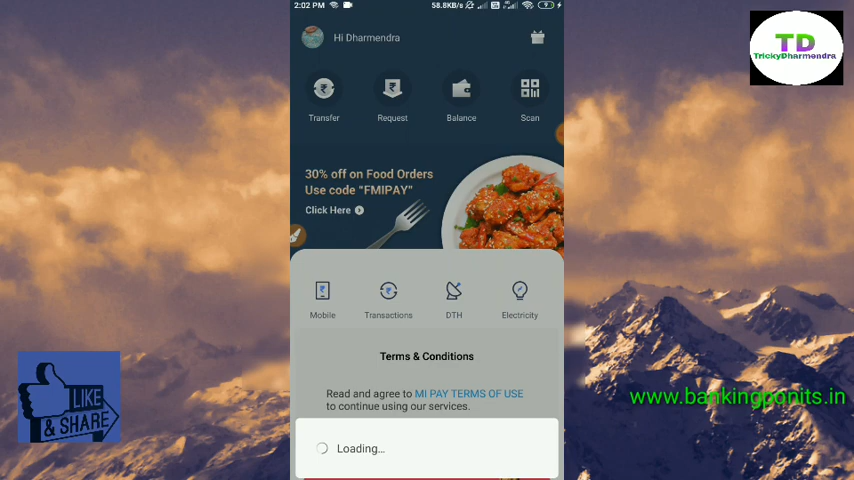 2:02 PM
58.8KB/s
Hi Dharmendra
Transfer
Request
Balance
Scan
30% off on Food Orders
Use code "FMIPAY"
Click Here
Mobile
Transactions
DTH
Electricity
Terms & Conditions
Read and agree to MI PAY TERMS OF USE
to continue using our services.
Loading...
TD
TrickyDharmendra
LIKE
& SHARE
www.bankingponits.in